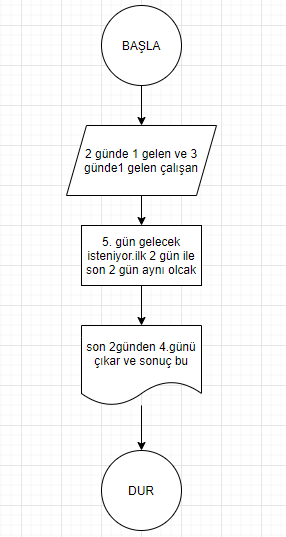 BAŞLA
2 günde 1 gelen ve 3
günde1 gelen çalışan
5. gün gelecek
isteniyor.ilk 2 gün ile
son 2 gün aynı olcak
son 2günden 4.günü
çıkar ve sonuç bu
DUR